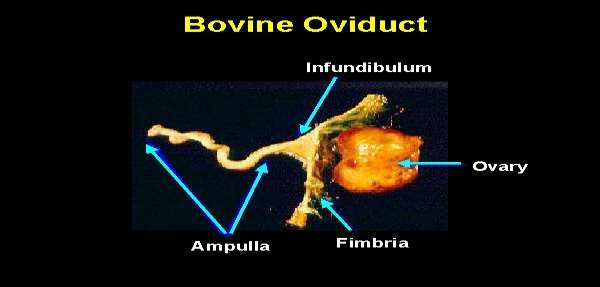 Bovine Oviduct
Infundibulum
Ovary
Ampulla
Fimbria